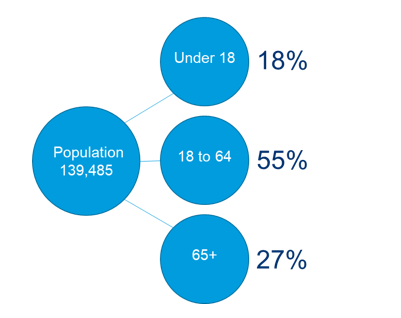 Population
139,485
Under 18
18%
18 to 64
55%
65+
27%